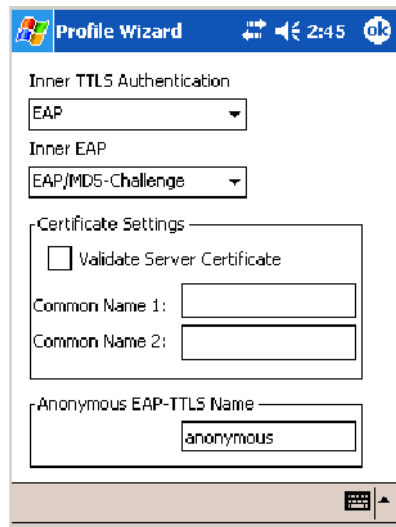 Profile Wizard 2:45 ok
Inner TTLS Authentication
EAP
Inner EAP
EAP/MD5-Challenge
Certificate Settings
Validate Server Certificate
Common Name 1:
Common Name 2:
Anonymous EAP-TTLS Name
anonymous